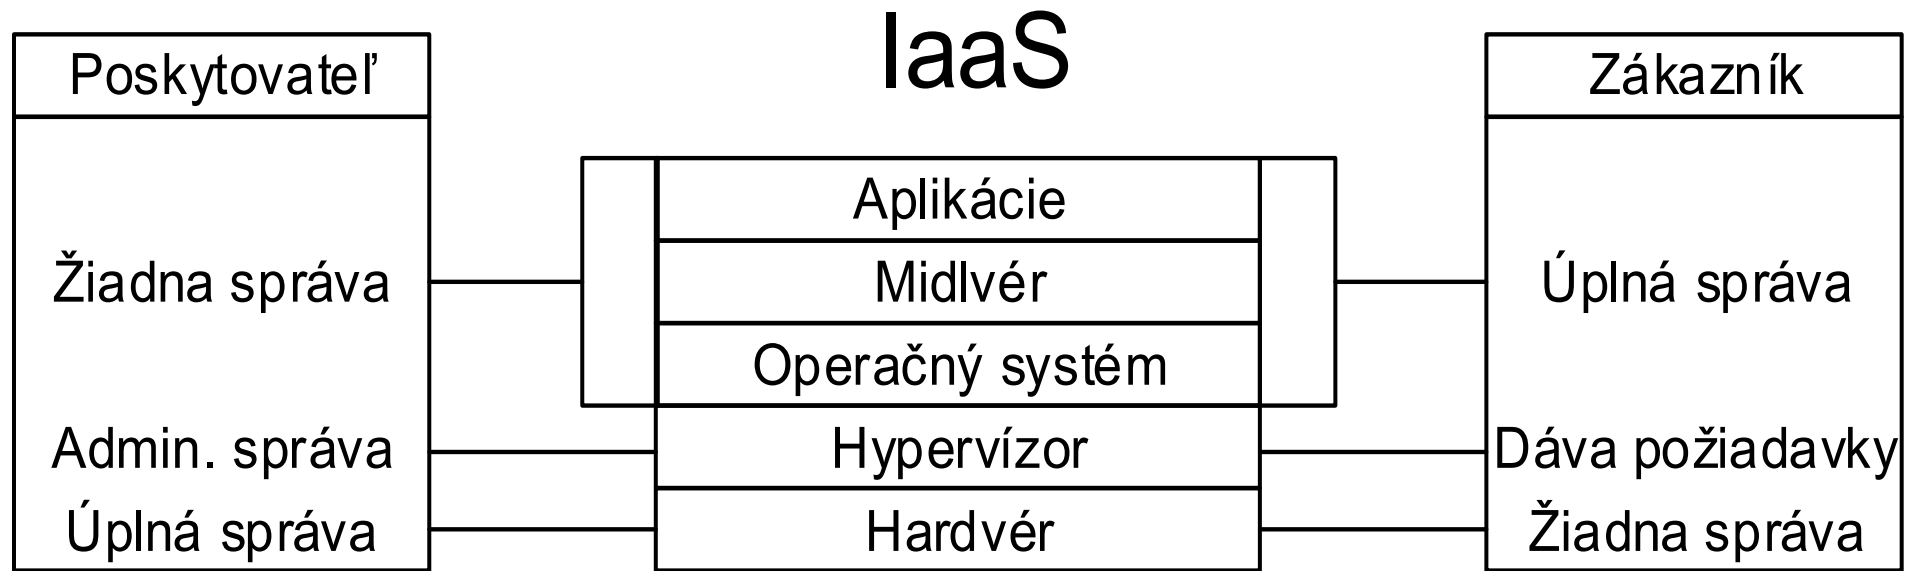 IaaS
Poskytovateľ
Zákazník
Aplikácie
Žiadna správa
Midlvér
Úplná správa
Operačný systém
Admin. správa
Hypervízor
Dáva požiadavky
Úplná správa
Hardvér
Žiadna správa